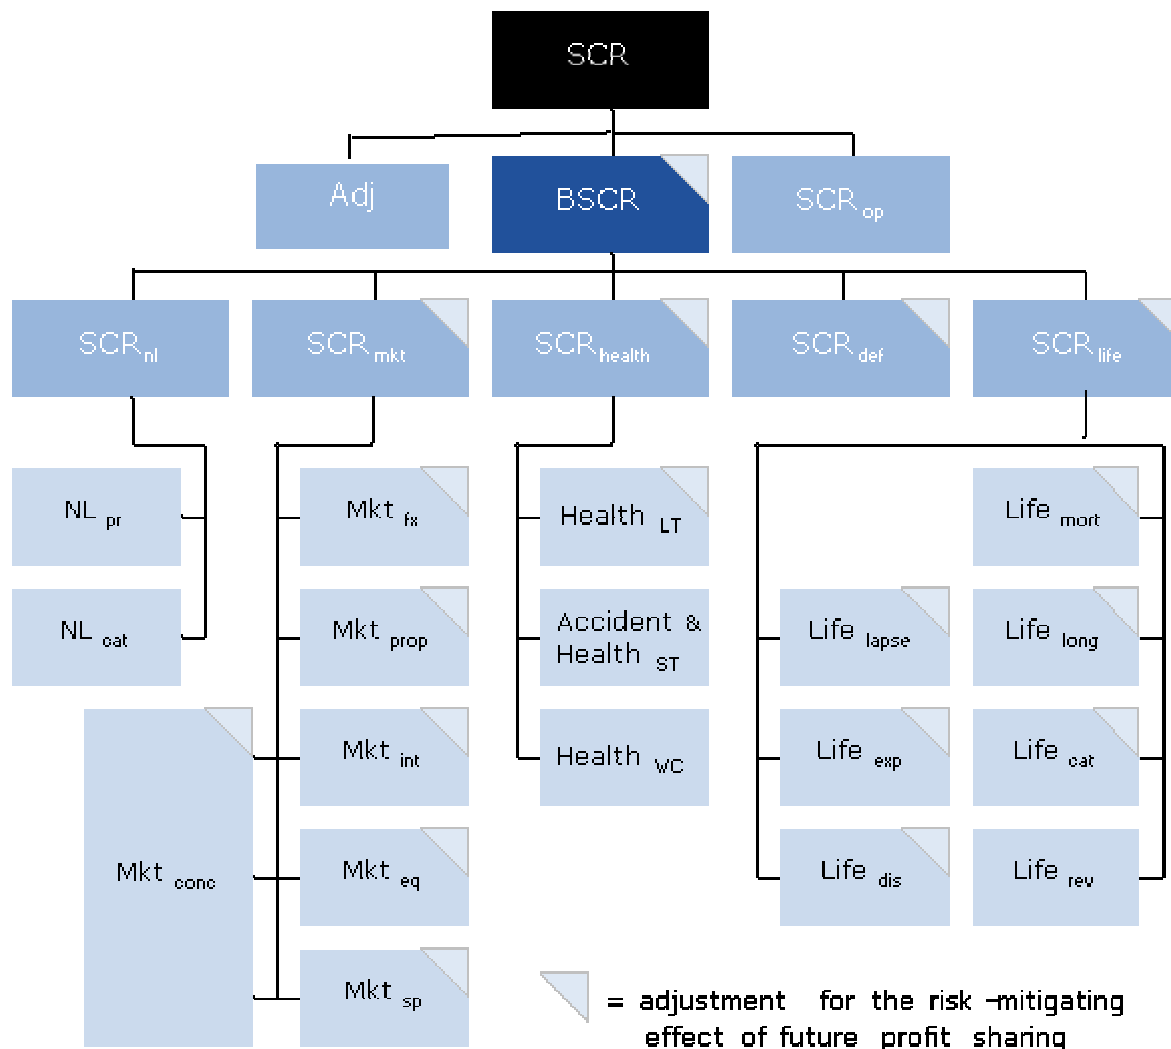 SCR
Adj
BSCR
SCR op
SCR nl
SCR mkt
SCR health
SCR def
SCR life
NL pr
Mkt fx
Health LT
Life mort
NL cat
Mkt prop
Accident &
Health ST
Life lapse
Life long
Mkt int
Health WC
Life exp
Life cat
Mkt conc
Mkt eq
Life dis
Life rev
Mkt sp
= adjustment for the risk -mitigating
effect of future profit sharing